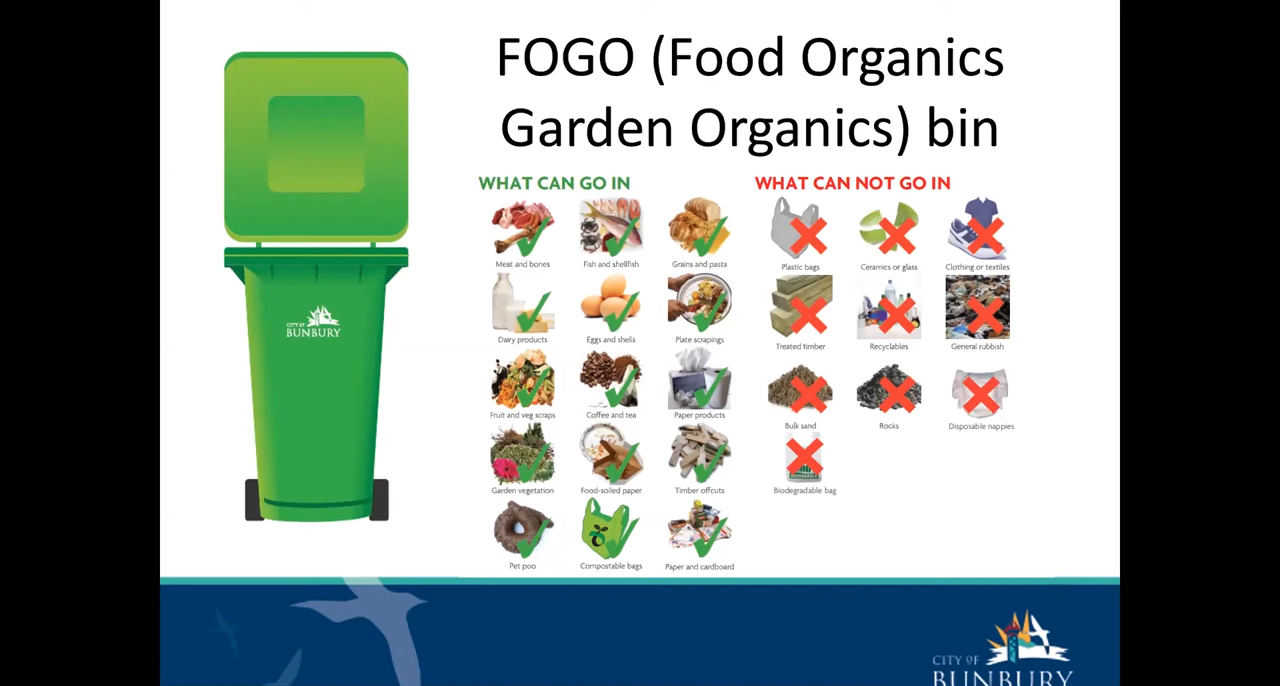 FOGO (Food Organics
Garden Organics) bin
WHAT CAN GO IN
WHAT CAN NOT GO IN
Meat and bones
Fish and shellfish
Grains and pasta
Plastic bags
Ceramics or glass
Clothing or textiles
Dairy products
Eggs and shells
Plate scrapings
Treated timber
Recyclables
General rubbish
Fruit and veg scraps
Coffee and tea
Paper products
Bulk sand
Rocks
Disposable nappies
Garden vegetation
Food-soiled paper
Timber offcuts
Biodegradable bag
Pet poo
Compostable bags
Paper and cardboard
CITY OF
BUNBURY
CITY OF
BUNBURY